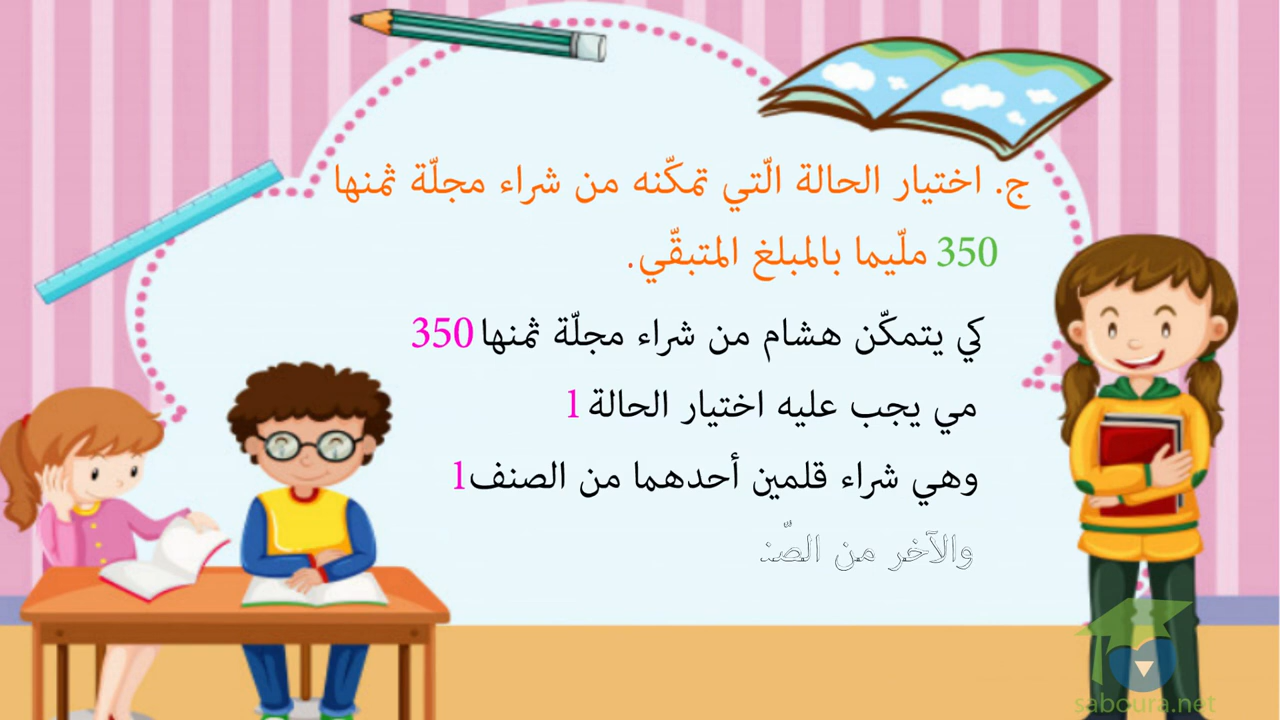 ج. اختيار الحالة الّتي تمكّنه من شراء مجلّة ثمنها
350 ملّيما بالمبلغ المتبقّي.
كي يتمكّن هشام من شراء مجلّة ثمنها 350
مي يجب عليه اختيار الحالة 1
وهي شراء قلمين أحدهما من الصنف 1
والآخر من
saboura.net